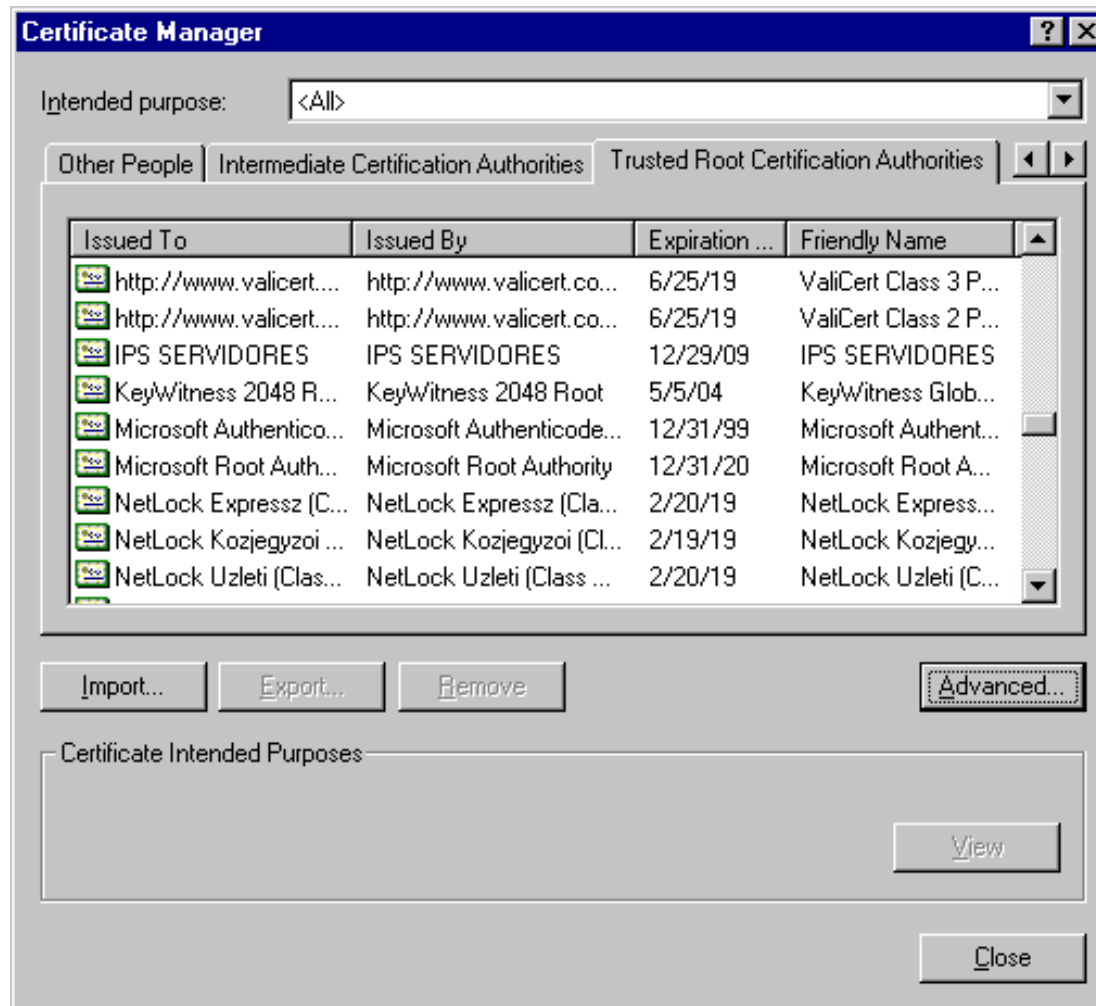 Certificate Manager
Intended purpose: <All>
Other People Intermediate Certification Authorities Trusted Root Certification Authorities
Issued To Issued By Expiration ... Friendly Name
http://www.valicert.... http://www.valicert.co... 6/25/19 ValiCert Class 3 P...
http://www.valicert.... http://www.valicert.co... 6/25/19 ValiCert Class 2 P...
IPS SERVIDORES IPS SERVIDORES 12/29/09 IPS SERVIDORES
KeyWitness 2048 R... KeyWitness 2048 Root 5/5/04 KeyWitness Glob...
Microsoft Authentico... Microsoft Authenticode... 12/31/99 Microsoft Authent...
Microsoft Root Auth... Microsoft Root Authority 12/31/20 Microsoft Root A...
NetLock Expressz (C... NetLock Expressz (Cla... 2/20/19 NetLock Express...
NetLock Kozjegyzoi ... NetLock Kozjegyzoi (Cl... 2/19/19 NetLock Kozjegy...
NetLock Uzleti (Clas... NetLock Uzleti (Class ... 2/20/19 NetLock Uzleti (C...
Import... Export... Remove Advanced...
Certificate Intended Purposes
View
Close